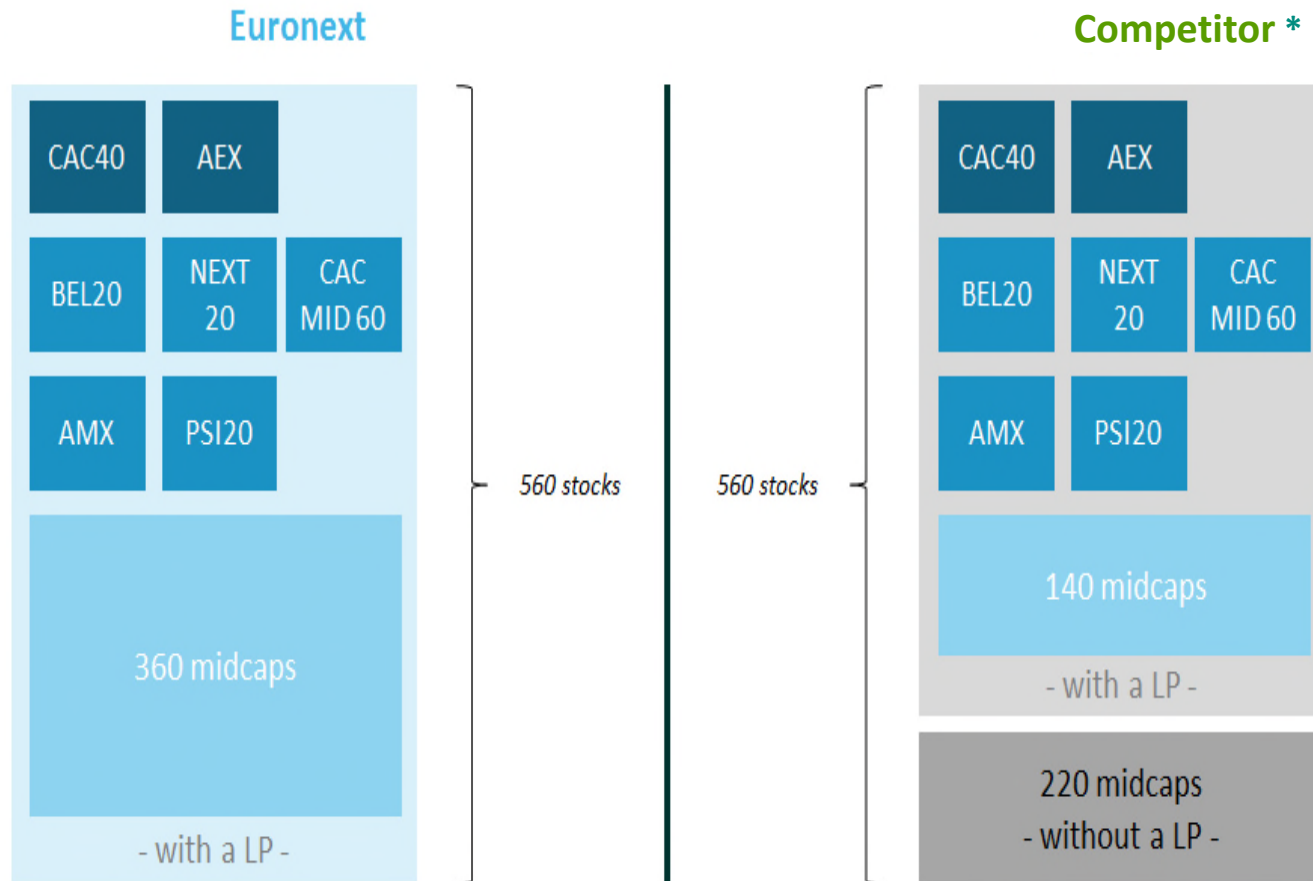 Euronext
CAC40
AEX
BEL20
NEXT
20
CAC
MID 60
AMX
PSI20
360 midcaps
- with a LP -
560 stocks
560 stocks
Competitor *
CAC40
AEX
BEL20
NEXT
20
CAC
MID 60
AMX
PSI20
140 midcaps
- with a LP -
220 midcaps
- without a LP -